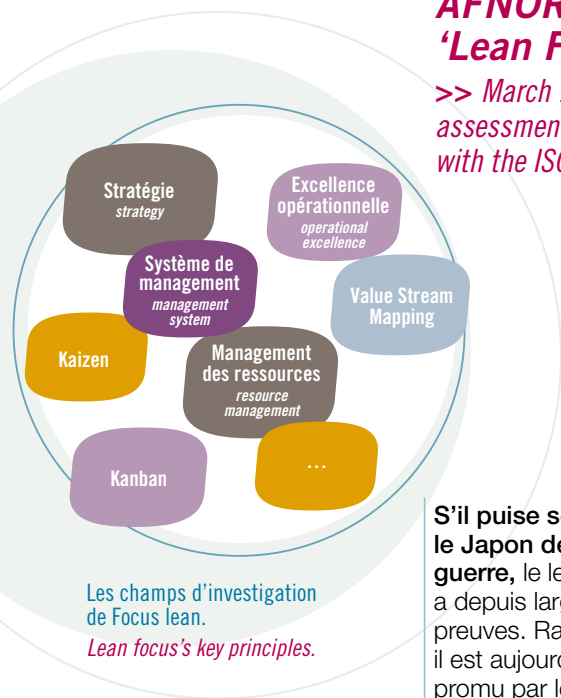 AFNOR
‘Lean F
>> March
assessmen
with the ISO
Stratégie
strategy
Excellence
opérationnelle
operational
excellence
Système de
management
management
system
Value Stream
Mapping
Kaizen
Management
des ressources
resource
management
Kanban
...
Les champs d’investigation
de Focus lean.
Lean focus’s key principles.
S’il puise s
le Japon de
guerre, le le
a depuis larg
preuves. Ra
il est aujourd
promu par le